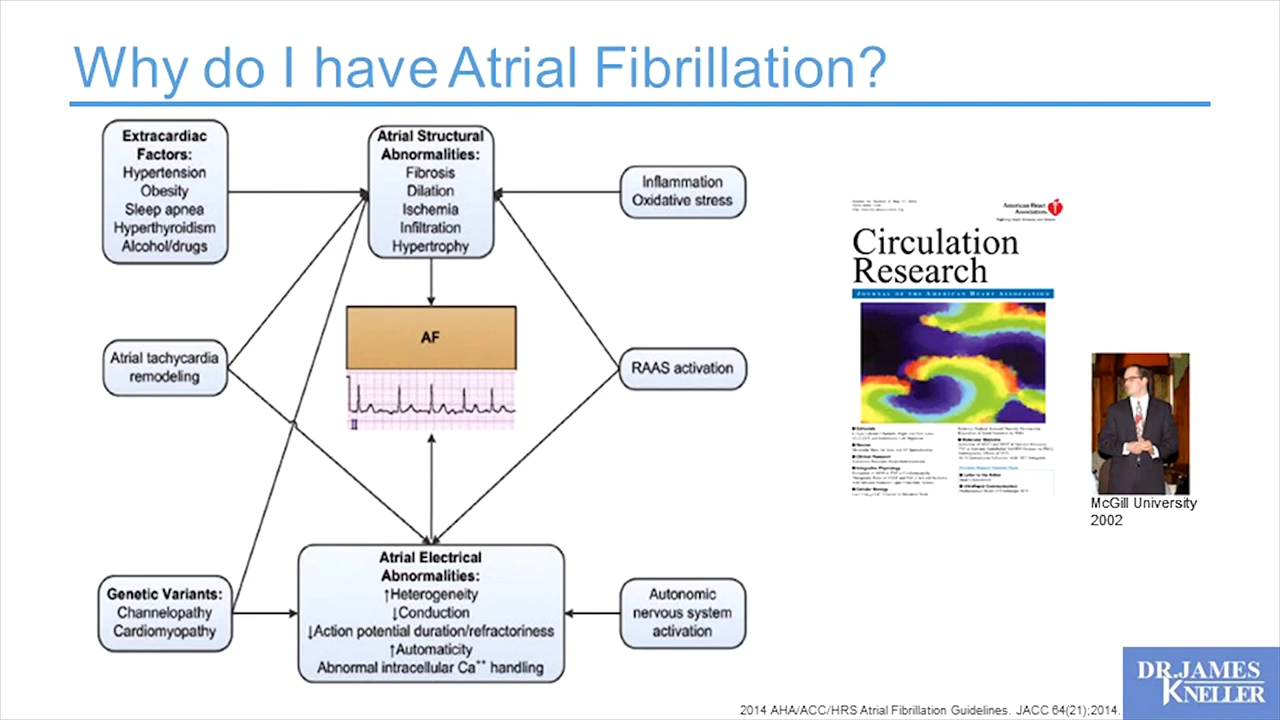 Why do I have Atrial Fibrillation?
Extracardiac
Factors:
Hypertension
Obesity
Sleep apnea
Hyperthyroidism
Alcohol/drugs
Atrial Structural
Abnormalities:
Fibrosis
Dilation
Ischemia
Infiltration
Hypertrophy
Inflammation
Oxidative stress
AF
II
Atrial tachycardia
remodeling
RAAS activation
Genetic Variants:
Channelopathy
Cardiomyopathy
Atrial Electrical
Abnormalities:
↑Heterogeneity
↓Conduction
↓Action potential duration/refractoriness
↑Automaticity
Abnormal intracellular Ca++ handling
Autonomic
nervous system
activation
American Heart
Association
Circulation
Research
JOURNAL OF THE AMERICAN HEART ASSOCIATION
McGill University
2002
2014 AHA/ACC/HRS Atrial Fibrillation Guidelines. JACC 64(21);2014.
DR.JAMES
KNELLER